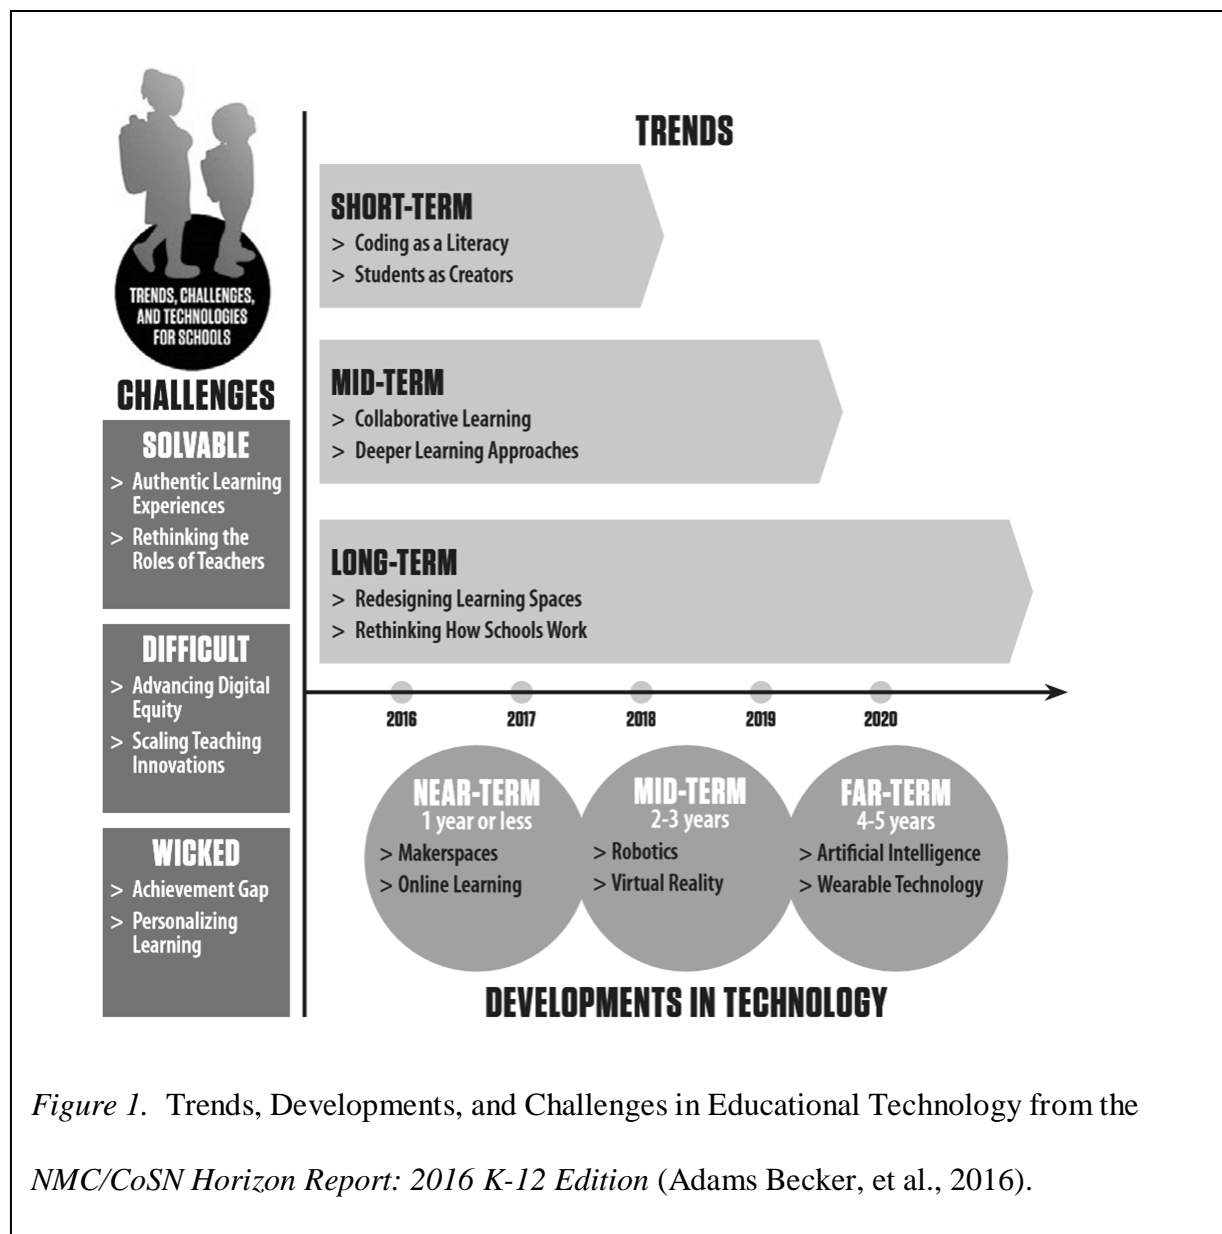 TRENDS, CHALLENGES,
AND TECHNOLOGIES
FOR SCHOOLS
CHALLENGES
SOLVABLE
> Authentic Learning
Experiences
> Rethinking the
Roles of Teachers
DIFFICULT
> Advancing Digital
Equity
> Scaling Teaching
Innovations
WICKED
> Achievement Gap
> Personalizing
Learning
TRENDS
SHORT-TERM
> Coding as a Literacy
> Students as Creators
MID-TERM
> Collaborative Learning
> Deeper Learning Approaches
LONG-TERM
> Redesigning Learning Spaces
> Rethinking How Schools Work
2016 2017 2018 2019 2020
NEAR-TERM
1 year or less
> Makerspaces
> Online Learning
MID-TERM
2-3 years
> Robotics
> Virtual Reality
FAR-TERM
4-5 years
> Artificial Intelligence
> Wearable Technology
DEVELOPMENTS IN TECHNOLOGY
Figure 1. Trends, Developments, and Challenges in Educational Technology from the
NMC/CoSN Horizon Report: 2016 K-12 Edition (Adams Becker, et al., 2016).